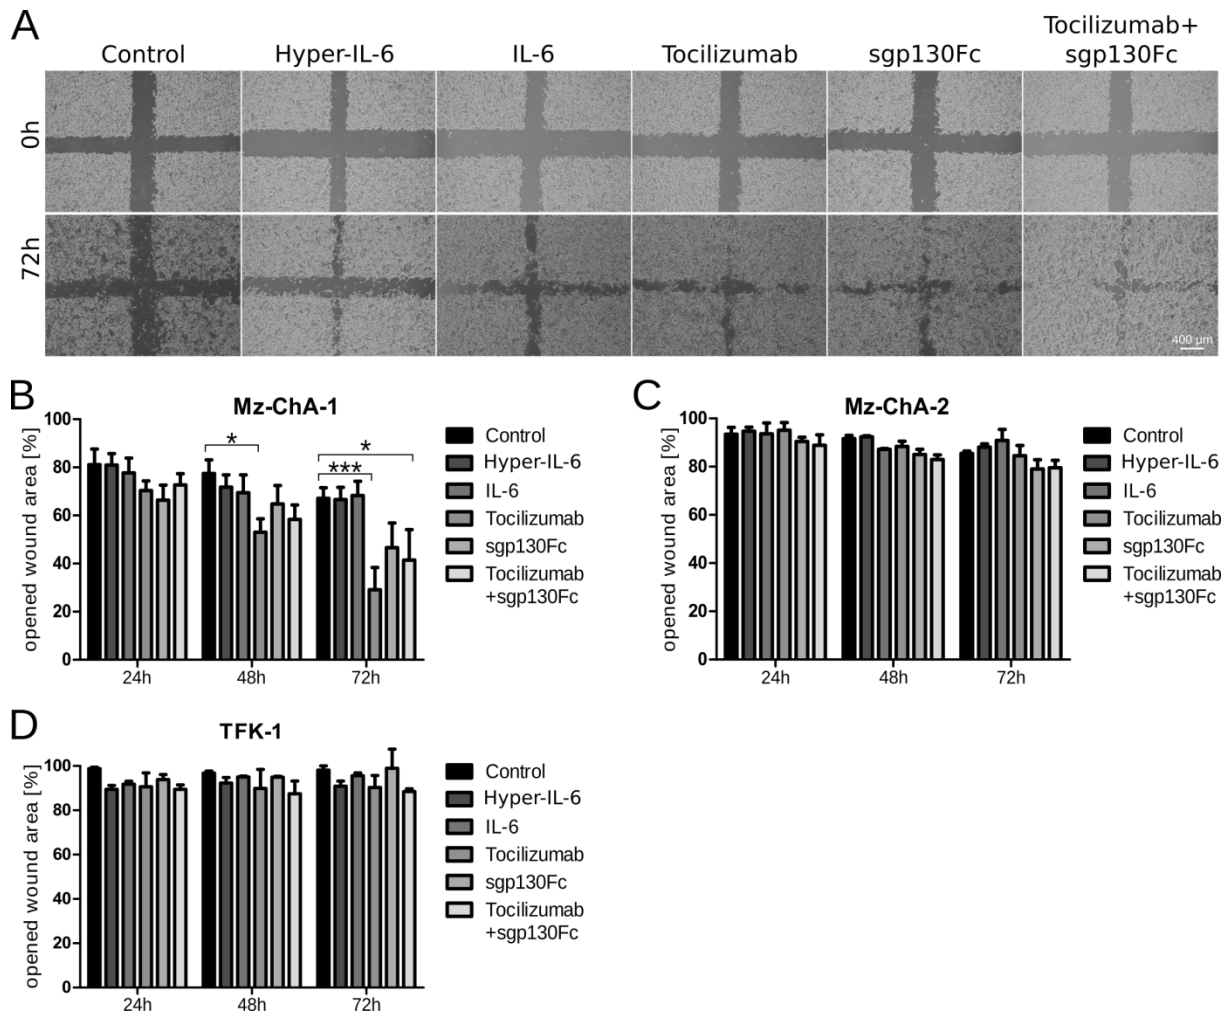 A
Control
Hyper-IL-6
IL-6
Tocilizumab
sgp130Fc
Tocilizumab+
sgp130Fc
0h
72h
400 µm
B
Mz-ChA-1
opened wound area [%]
100
80
60
40
20
0
*
*
***
24h
48h
72h
Control
Hyper-IL-6
IL-6
Tocilizumab
sgp130Fc
Tocilizumab
+sgp130Fc
C
Mz-ChA-2
opened wound area [%]
100
80
60
40
20
0
24h
48h
72h
Control
Hyper-IL-6
IL-6
Tocilizumab
sgp130Fc
Tocilizumab
+sgp130Fc
D
TFK-1
opened wound area [%]
100
80
60
40
20
0
24h
48h
72h
Control
Hyper-IL-6
IL-6
Tocilizumab
sgp130Fc
Tocilizumab
+sgp130Fc